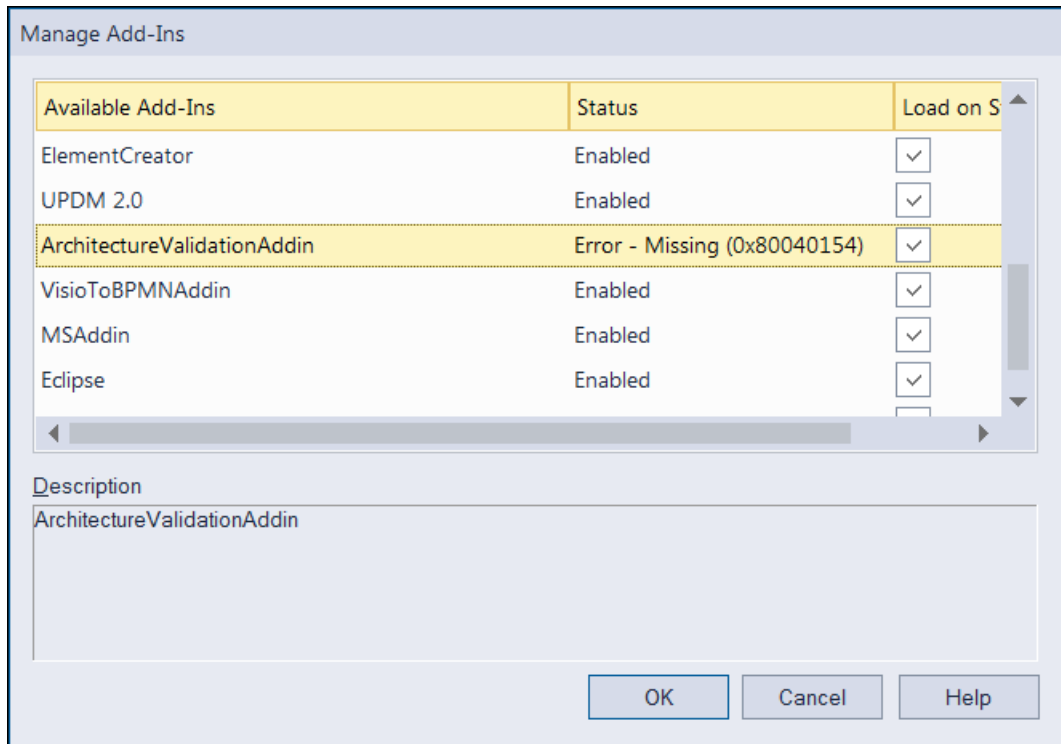 Manage Add-Ins
Available Add-Ins Status Load on S
ElementCreator Enabled
UPDM 2.0 Enabled
ArchitectureValidationAddin Error - Missing (0x80040154)
VisioToBPMNAddin Enabled
MSAddin Enabled
Eclipse Enabled
Description
ArchitectureValidationAddin
OK Cancel Help